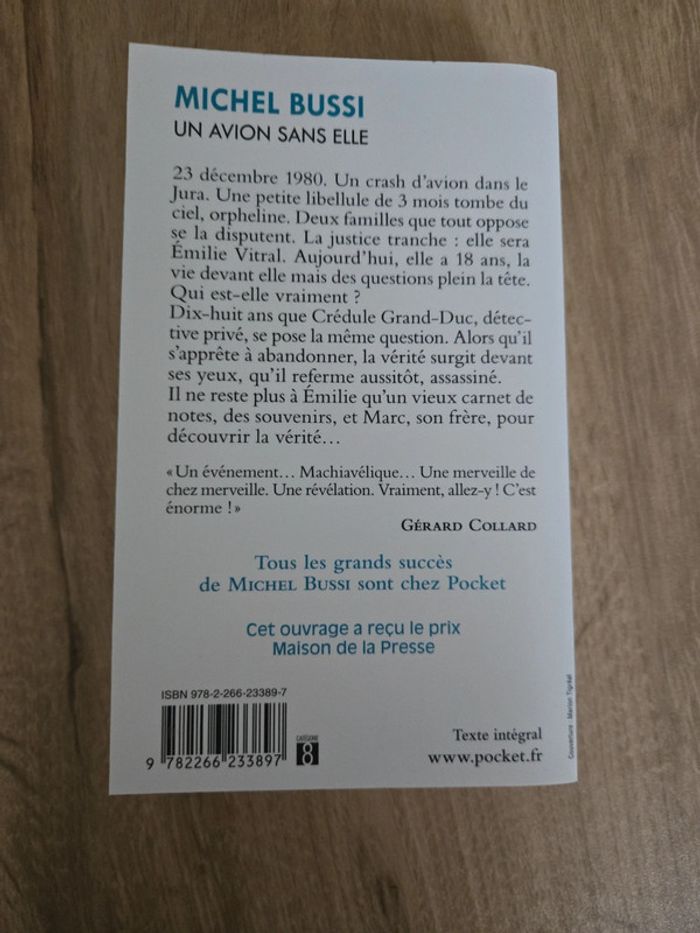 MICHEL BUSSI
UN AVION SANS ELLE
23 décembre 1980. Un crash d'avion dans le
Jura. Une petite libellule de 3 mois tombe du
ciel, orpheline. Deux familles que tout oppose
se la disputent. La justice tranche : elle sera
Émilie Vitral. Aujourd'hui, elle a 18 ans, la
vie devant elle mais des questions plein la tête.
Qui est-elle vraiment ?
Dix-huit ans que Crédule Grand-Duc, détec-
tive privé, se pose la même question. Alors qu'il
s'apprête à abandonner, la vérité surgit devant
ses yeux, qu'il referme aussitôt, assassiné.
Il ne reste plus à Émilie qu'un vieux carnet de
notes, des souvenirs, et Marc, son frère, pour
découvrir la vérité…
« Un événement… Machiavélique… Une merveille de
chez merveille. Une révélation. Vraiment, allez-y ! C'est
énorme ! »
GÉRARD COLLARD
Tous les grands succès
de MICHEL BUSSI sont chez Pocket
Cet ouvrage a reçu le prix
Maison de la Presse
ISBN 978-2-266-23389-7
9 782266 233897
CATÉGORIE
8
Texte intégral
www.pocket.fr
Couverture : Marion Tigréat